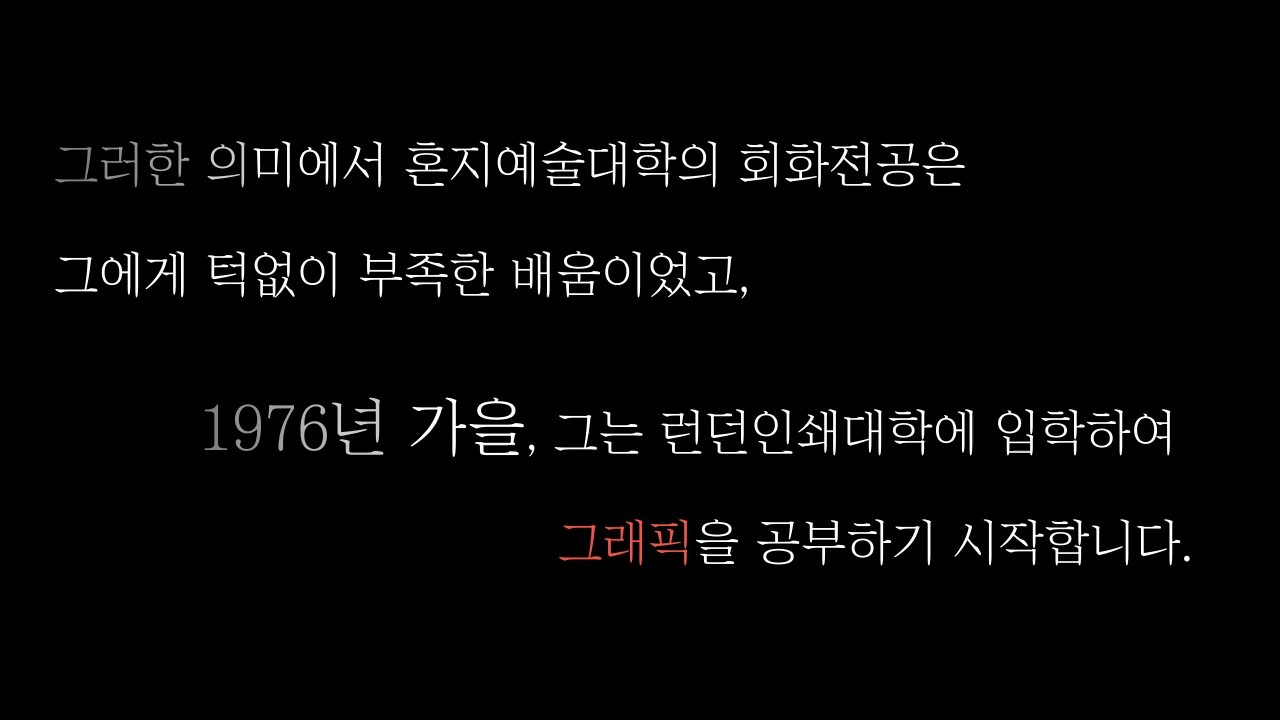 그러한 의미에서 혼지예술대학의 회화전공은
그에게 턱없이 부족한 배움이었고,
1976년 가을, 그는 런던인쇄대학에 입학하여
그래픽을 공부하기 시작합니다.